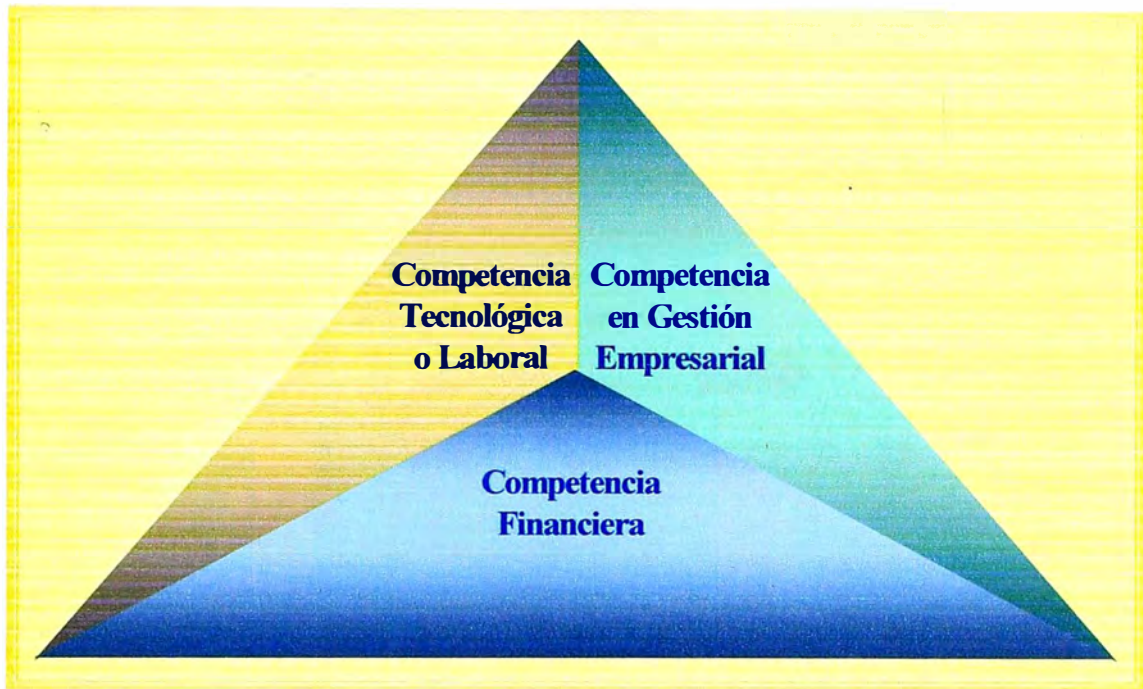 Competencia
Tecnológica
o Laboral
Competencia
en Gestión
Empresarial
Competencia
Financiera